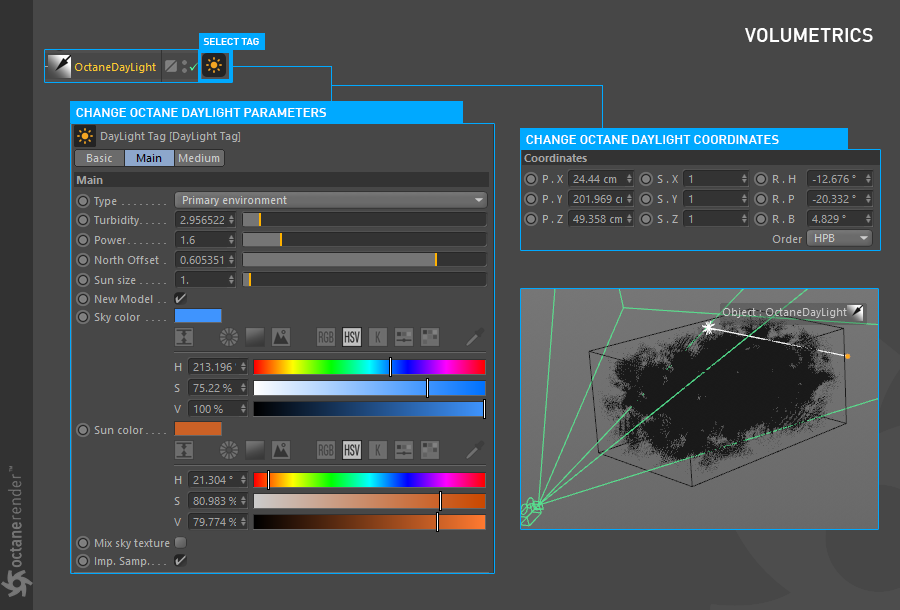 VOLUMETRICS
SELECT TAG
OctaneDayLight
CHANGE OCTANE DAYLIGHT PARAMETERS
DayLight Tag [DayLight Tag]
Basic Main Medium
Main
Type . . . . . . . Primary environment
Turbidity. . . . . 2.956522
Power. . . . . . . 1.6
North Offset . 0.605351
Sun size . . . . . 1.
New Model . .
Sky color . . . .
RGB HSV K
H 213.196
S 75.22 %
V 100 %
Sun color. . . .
RGB HSV K
H 21.304 °
S 80.983 %
V 79.774 %
Mix sky texture
Imp. Samp. . . .
CHANGE OCTANE DAYLIGHT COORDINATES
Coordinates
P . X 24.44 cm S . X 1 R . H -12.676 °
P . Y 201.969 c S . Y 1 R . P -20.332 °
P . Z 49.358 cm S . Z 1 R . B 4.829 °
Order HPB
Object : OctaneDayLight
octanerender™